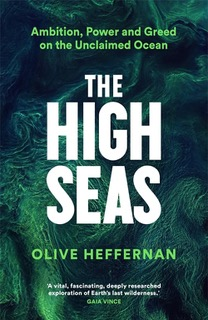 Ambition, Power and Greed
on the Unclaimed Ocean
THE
HIGH
SEAS
OLIVE HEFFERNAN
'A vital, fascinating, deeply researched
exploration of Earth's last wilderness.'
GAIA VINCE